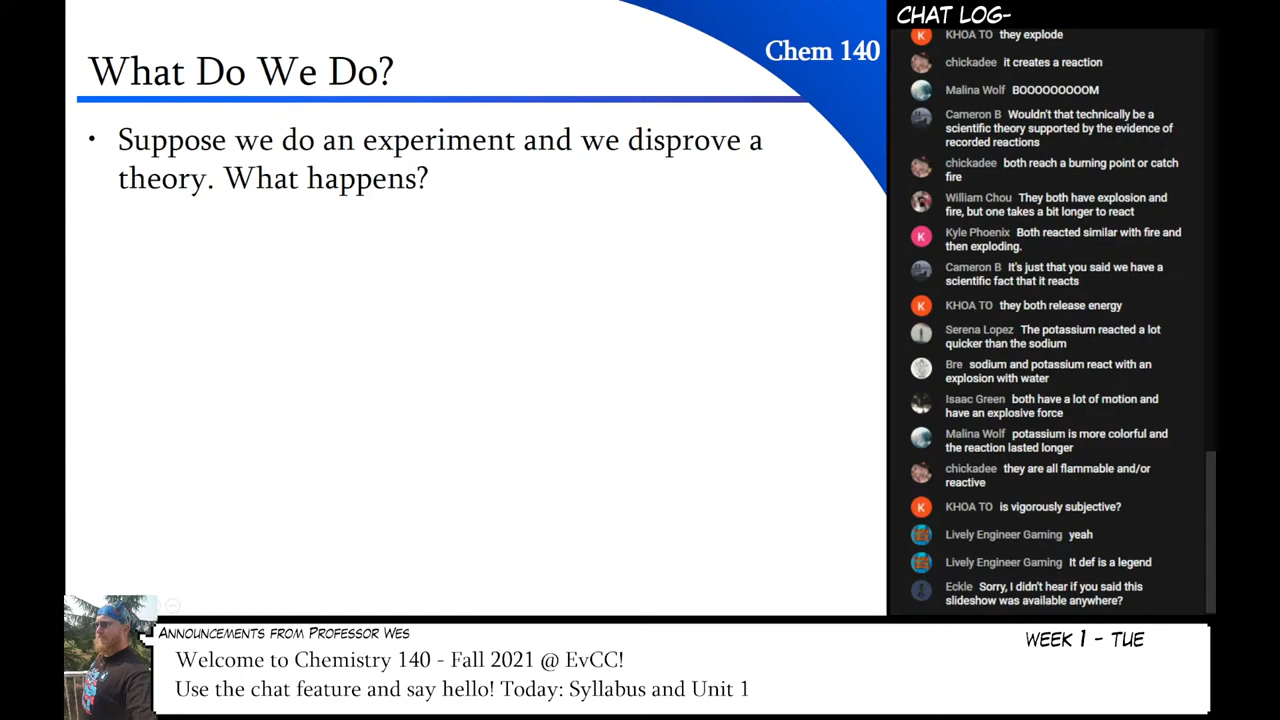 Chem 140
What Do We Do?
• Suppose we do an experiment and we disprove a
theory. What happens?
CHAT LOG-
KHOA TO they explode
chickadee it creates a reaction
Malina Wolf BOOOOOOOOM
Cameron B Wouldn't that technically be a
scientific theory supported by the evidence of
recorded reactions
chickadee both reach a burning point or catch
fire
William Chou They both have explosion and
fire, but one takes a bit longer to react
Kyle Phoenix Both reacted similar with fire and
then exploding.
Cameron B It's just that you said we have a
scientific fact that it reacts
KHOA TO they both release energy
Serena Lopez The potassium reacted a lot
quicker than the sodium
Bre sodium and potassium react with an
explosion with water
Isaac Green both have a lot of motion and
have an explosive force
Malina Wolf potassium is more colorful and
the reaction lasted longer
chickadee they are all flammable and/or
reactive
KHOA TO is vigorously subjective?
Lively Engineer Gaming yeah
Lively Engineer Gaming It def is a legend
Eckle Sorry, I didn't hear if you said this
slideshow was available anywhere?
ANNOUNCEMENTS FROM PROFESSOR WES
WEEK 1 - TUE
Welcome to Chemistry 140 - Fall 2021 @ EvCC!
Use the chat feature and say hello! Today: Syllabus and Unit 1